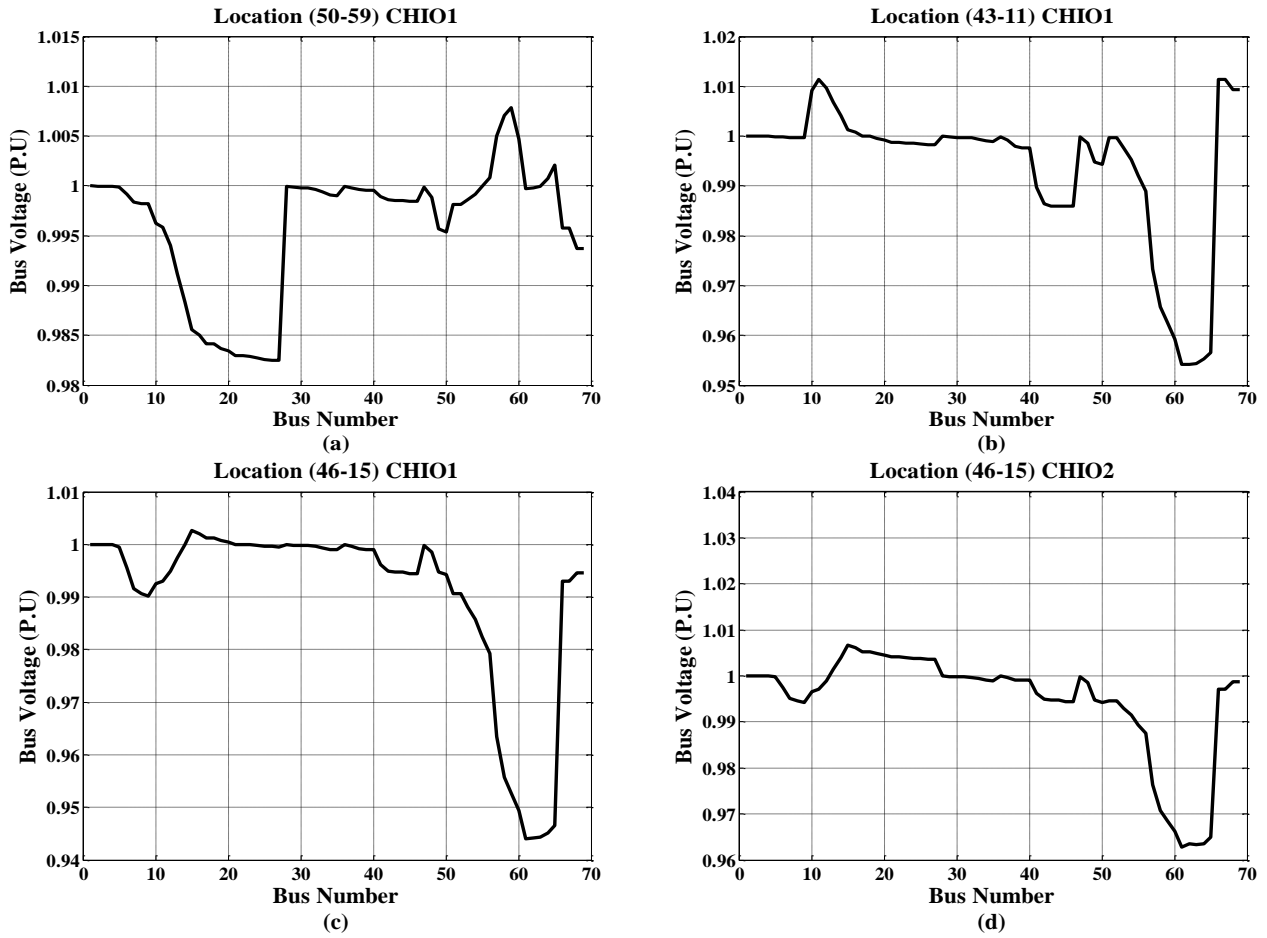 Location (50-59) CHIO1
1.015
1.01
1.005
1
0.995
0.99
0.985
0.98
Bus Voltage (P.U)
0 10 20 30 40 50 60 70
Bus Number
(a)
Location (43-11) CHIO1
1.02
1.01
1
0.99
0.98
0.97
0.96
0.95
Bus Voltage (P.U)
0 10 20 30 40 50 60 70
Bus Number
(b)
Location (46-15) CHIO1
1.01
1
0.99
0.98
0.97
0.96
0.95
0.94
Bus Voltage (P.U)
0 10 20 30 40 50 60 70
Bus Number
(c)
Location (46-15) CHIO2
1.04
1.03
1.02
1.01
1
0.99
0.98
0.97
0.96
Bus Voltage (P.U)
0 10 20 30 40 50 60 70
Bus Number
(d)